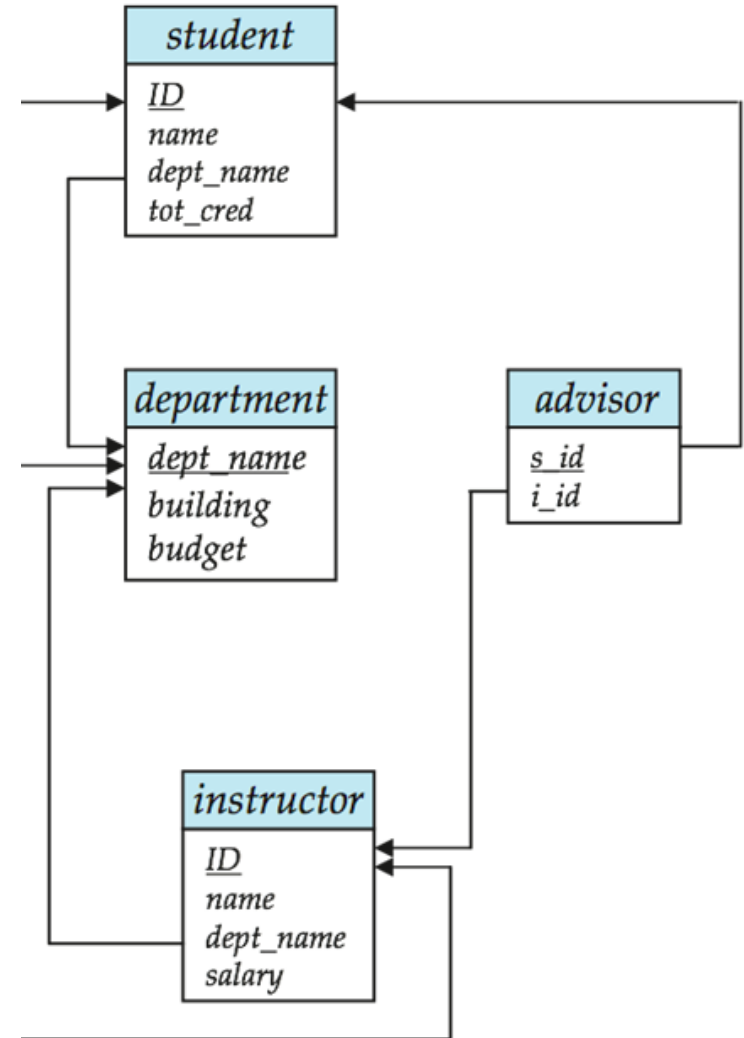 student
ID
name
dept_name
tot_cred
department
dept_name
building
budget
advisor
s_id
i_id
instructor
ID
name
dept_name
salary